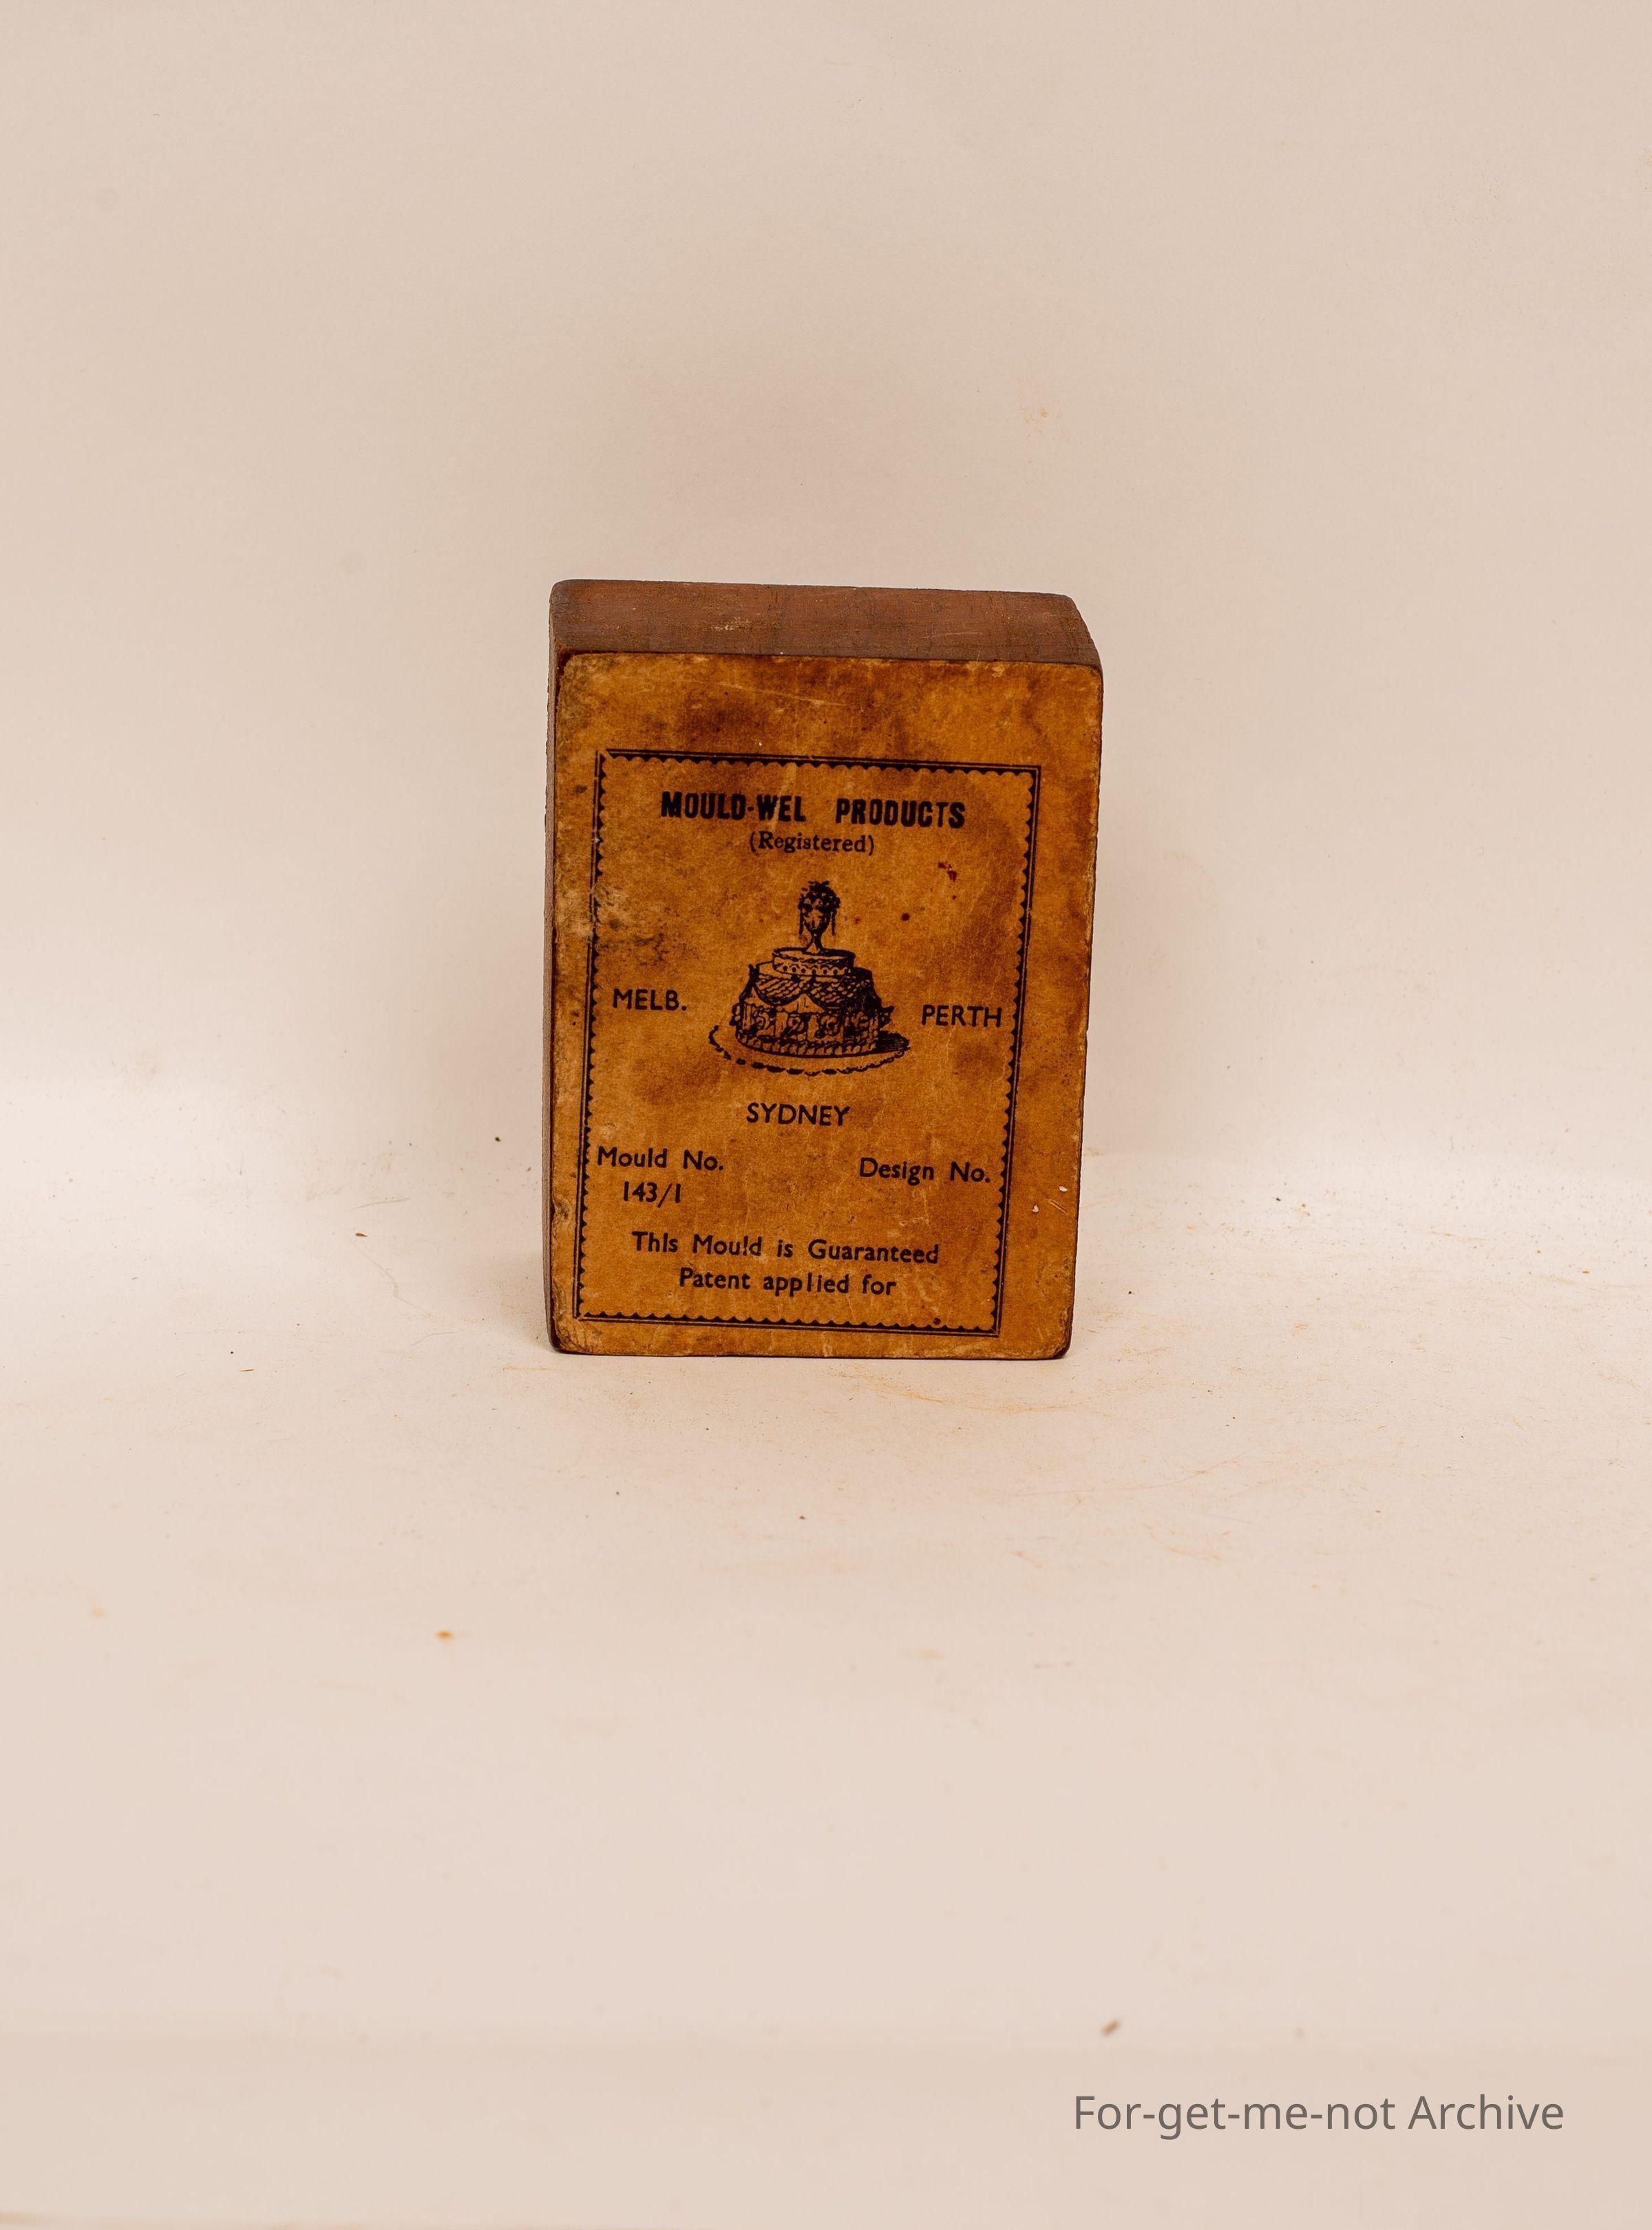 MOULD-WEL PRODUCTS
(Registered)
MELB.
PERTH
SYDNEY
Mould No.
Design No.
143/1
This Mould is Guaranteed
Patent applied for
For-get-me-not Archive